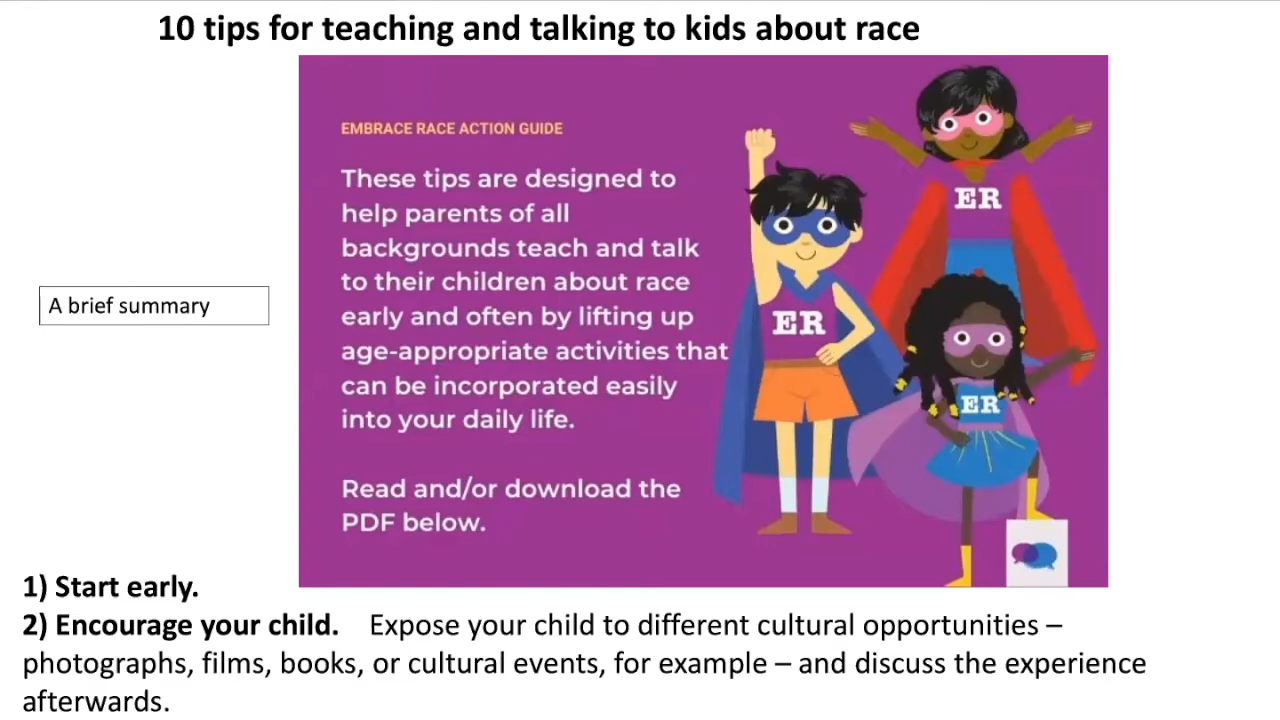 10 tips for teaching and talking to kids about race
EMBRACE RACE ACTION GUIDE
These tips are designed to
help parents of all
backgrounds teach and talk
to their children about race
early and often by lifting up
age-appropriate activities that
can be incorporated easily
into your daily life.
Read and/or download the
PDF below.
ER
ER
ER
A brief summary
1) Start early.
2) Encourage your child. Expose your child to different cultural opportunities –
photographs, films, books, or cultural events, for example – and discuss the experience
afterwards.